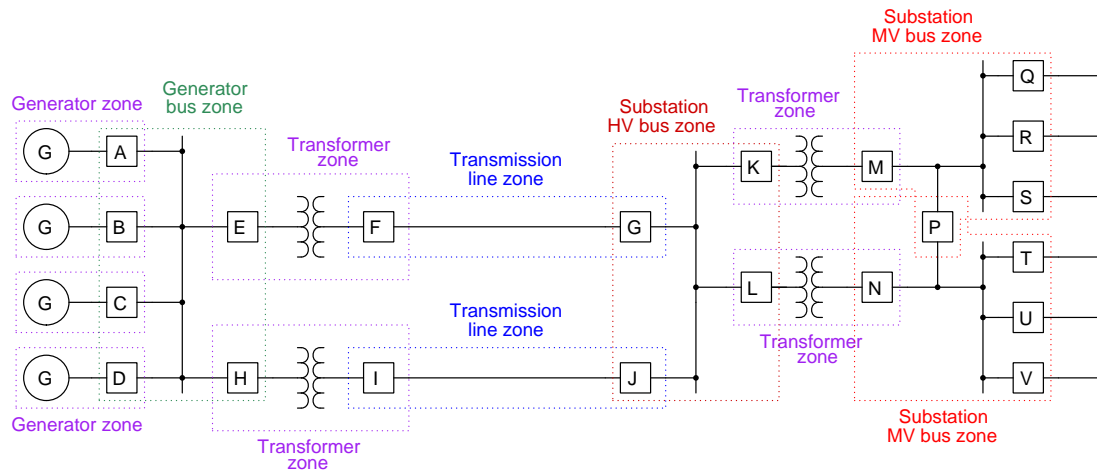 Substation
MV bus zone
Generator
bus zone
Generator zone
Substation
HV bus zone
Transformer
zone
Transformer
zone
Transmission
line zone
Q
G
A
R
K
M
S
G
B
E
F
G
P
T
G
C
L
N
U
Transmission
line zone
Transformer
zone
G
D
H
I
J
V
Generator zone
Transformer
zone
Substation
MV bus zone